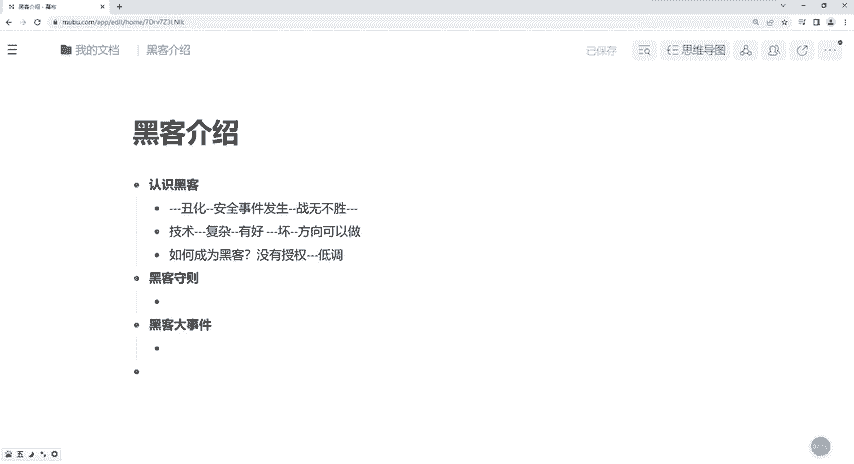 黑客介绍 - 幕布
mubu.com/app/edit/home/7Drv7Z3LNlk
我的文档 | 黑客介绍
已保存
思维导图
黑客介绍
认识黑客
---丑化--安全事件发生--战无不胜---
技术---复杂--有好 ---坏--方向可以做
如何成为黑客？没有授权---低调
黑客守则
黑客大事件
五